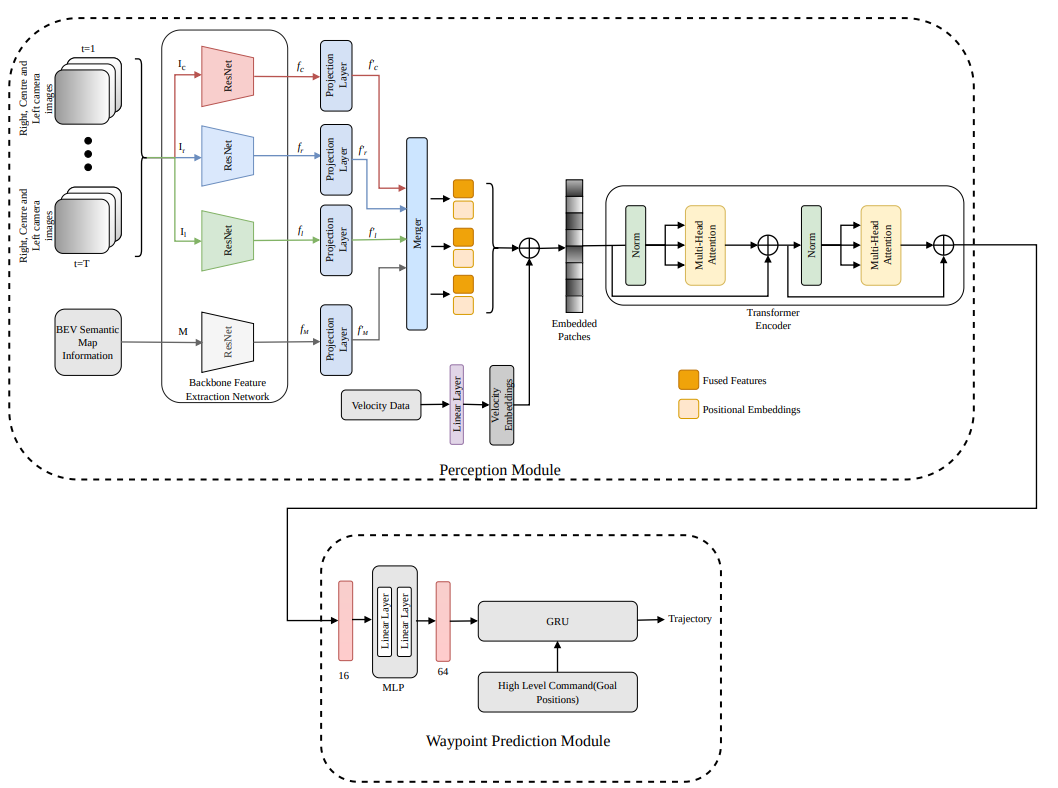 t=1
Right, Centre and
Left camera
images
t=T
Right, Centre and
Left camera
images
BEV Semantic
Map
Information
I_c
I_r
I_l
M
ResNet
ResNet
ResNet
ResNet
Backbone Feature
Extraction Network
f_c
f_r
f_l
f_M
Projection
Layer
Projection
Layer
Projection
Layer
Projection
Layer
f'_c
f'_r
f'_l
f'_M
Merger
Velocity Data
Linear Layer
Velocity
Embeddings
Embedded
Patches
Norm
Multi-Head
Attention
Norm
Multi-Head
Attention
Transformer
Encoder
Fused Features
Positional Embeddings
Perception Module
16
Linear Layer
Linear Layer
MLP
64
GRU
Trajectory
High Level Command(Goal
Positions)
Waypoint Prediction Module